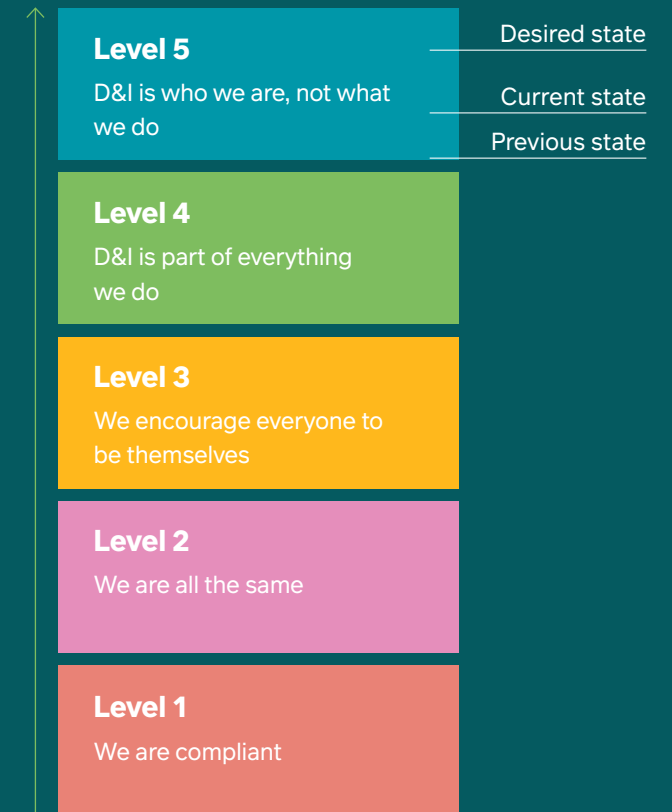 Level 5
D&I is who we are, not what
we do
Desired state
Current state
Previous state
Level 4
D&I is part of everything
we do
Level 3
We encourage everyone to
be themselves
Level 2
We are all the same
Level 1
We are compliant